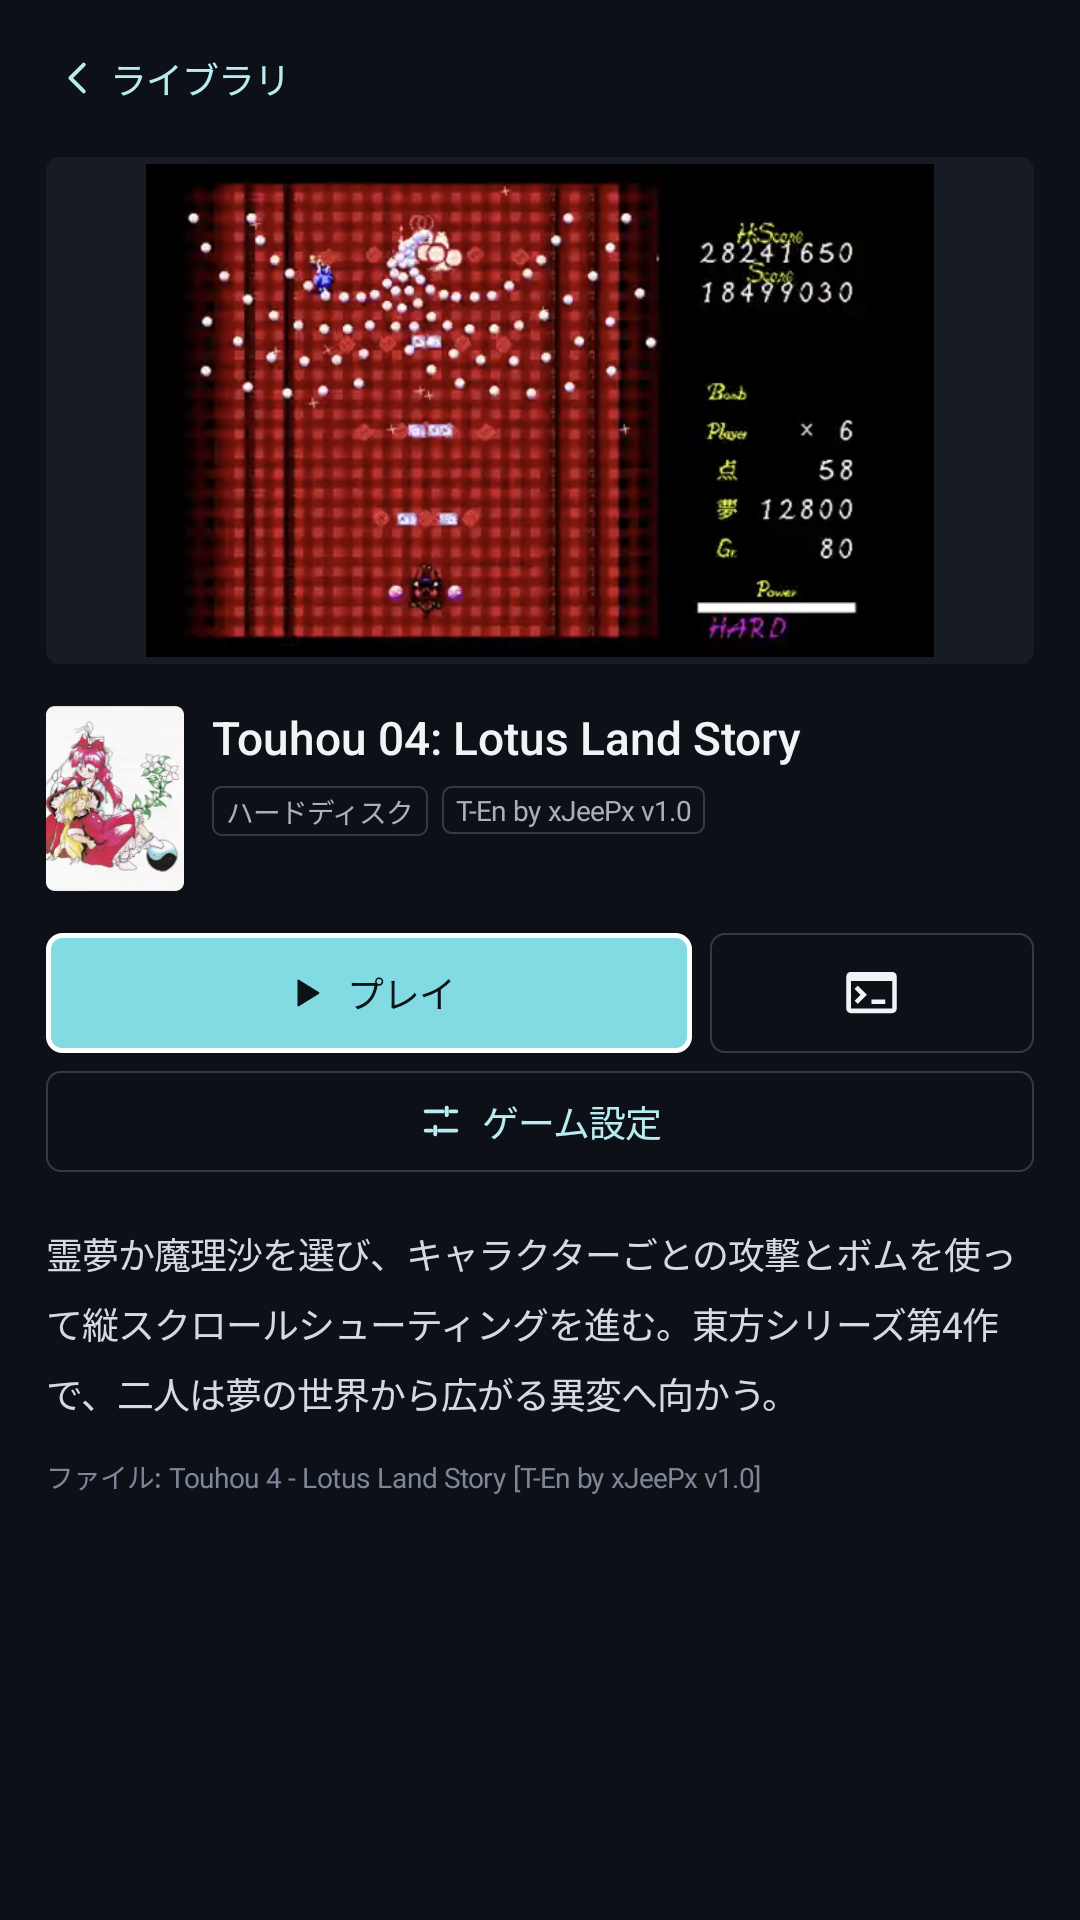 ライブラリ
HiScore
28241650
Score
18499030
Bomb
Player × 6
点 58
夢 12800
Gr. 80
Power
HARD
Touhou 04: Lotus Land Story
ハードディスク
T-En by xJeePx v1.0
プレイ
ゲーム設定
霊夢か魔理沙を選び、キャラクターごとの攻撃とボムを使っ
て縦スクロールシューティングを進む。東方シリーズ第4作
で、二人は夢の世界から広がる異変へ向かう。
ファイル: Touhou 4 - Lotus Land Story [T-En by xJeePx v1.0]